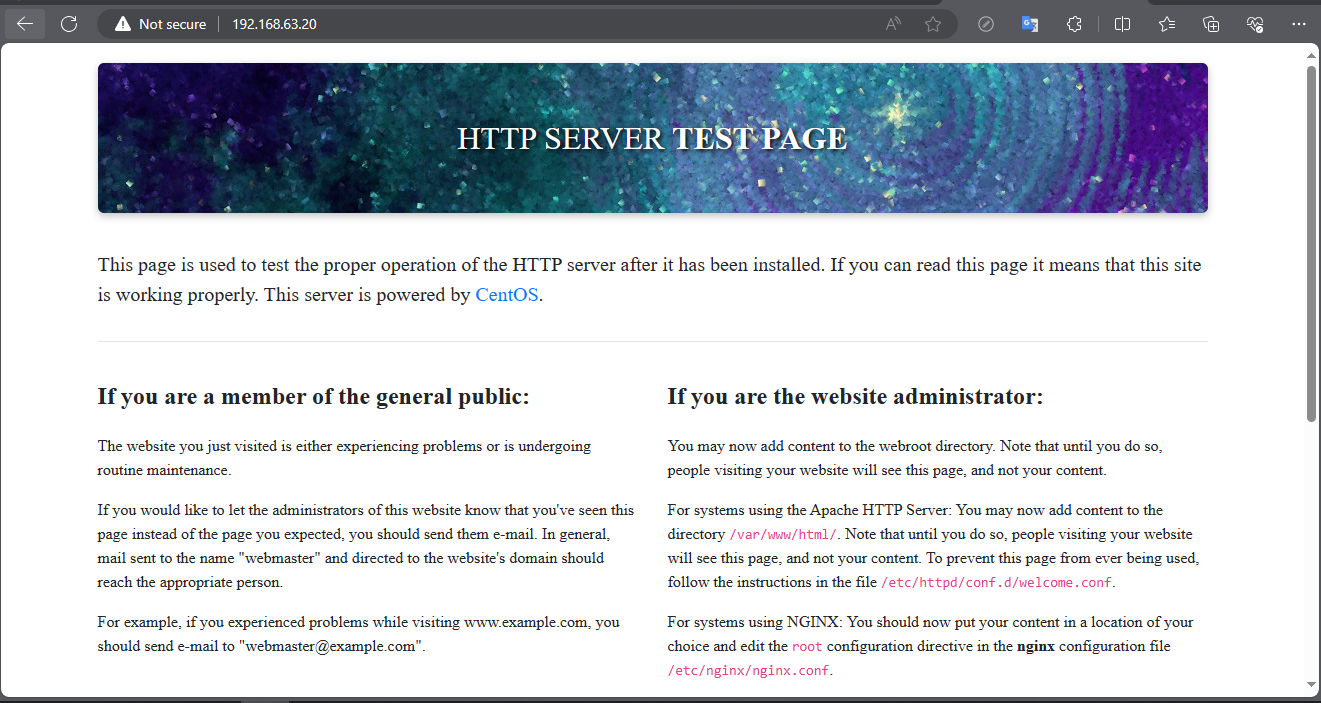 Not secure
192.168.63.20
HTTP SERVER TEST PAGE
This page is used to test the proper operation of the HTTP server after it has been installed. If you can read this page it means that this site
is working properly. This server is powered by CentOS.
If you are a member of the general public:
The website you just visited is either experiencing problems or is undergoing
routine maintenance.
If you would like to let the administrators of this website know that you've seen this
page instead of the page you expected, you should send them e-mail. In general,
mail sent to the name "webmaster" and directed to the website's domain should
reach the appropriate person.
For example, if you experienced problems while visiting www.example.com, you
should send e-mail to "webmaster@example.com".
If you are the website administrator:
You may now add content to the webroot directory. Note that until you do so,
people visiting your website will see this page, and not your content.
For systems using the Apache HTTP Server: You may now add content to the
directory /var/www/html/. Note that until you do so, people visiting your website
will see this page, and not your content. To prevent this page from ever being used,
follow the instructions in the file /etc/httpd/conf.d/welcome.conf.
For systems using NGINX: You should now put your content in a location of your
choice and edit the root configuration directive in the nginx configuration file
/etc/nginx/nginx.conf.